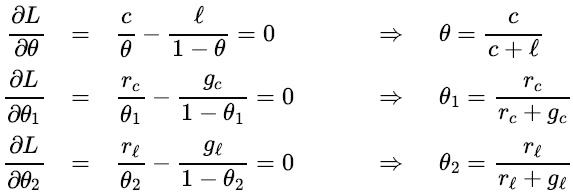 ∂L/∂θ = c/θ − ℓ/(1 − θ) = 0 ⇒ θ = c/(c + ℓ)
∂L/∂θ₁ = r_c/θ₁ − g_c/(1 − θ₁) = 0 ⇒ θ₁ = r_c/(r_c + g_c)
∂L/∂θ₂ = r_ℓ/θ₂ − g_ℓ/(1 − θ₂) = 0 ⇒ θ₂ = r_ℓ/(r_ℓ + g_ℓ)